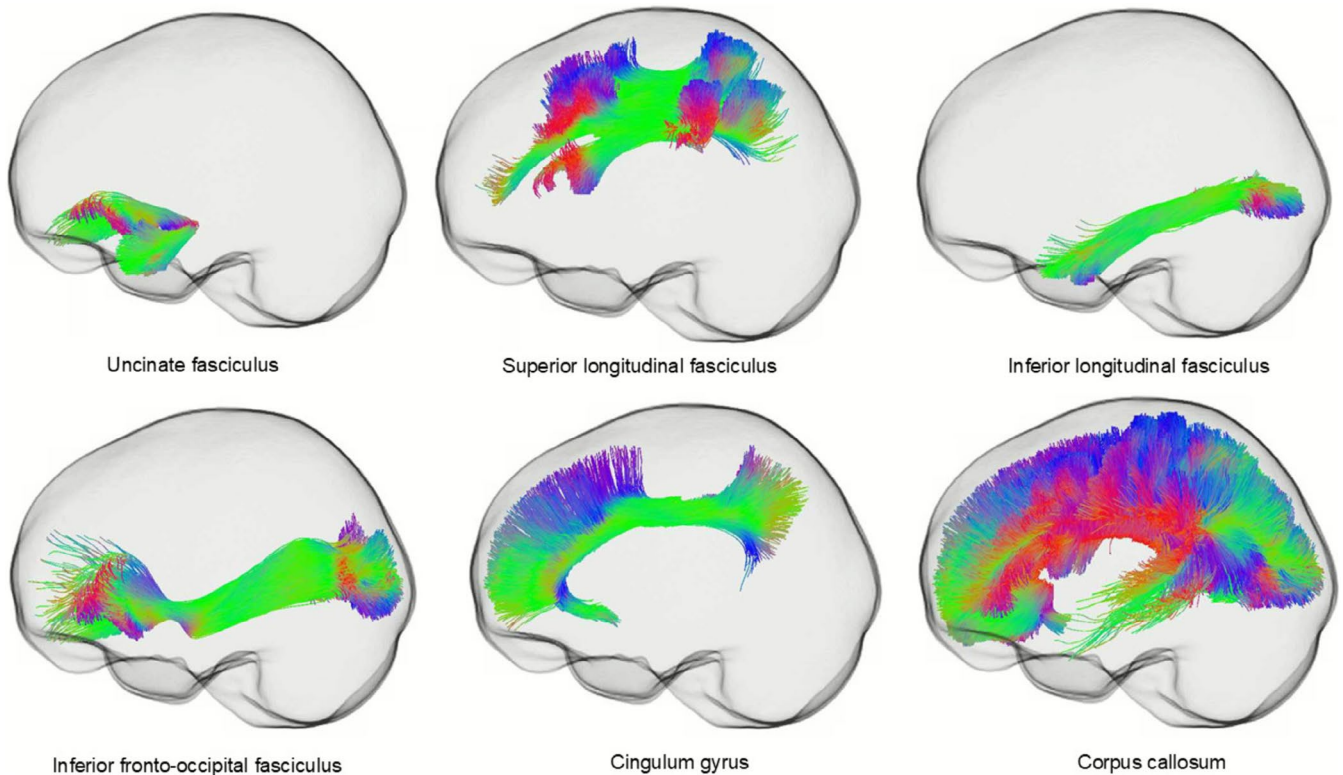 Uncinate fasciculus
Superior longitudinal fasciculus
Inferior longitudinal fasciculus
Inferior fronto-occipital fasciculus
Cingulum gyrus
Corpus callosum